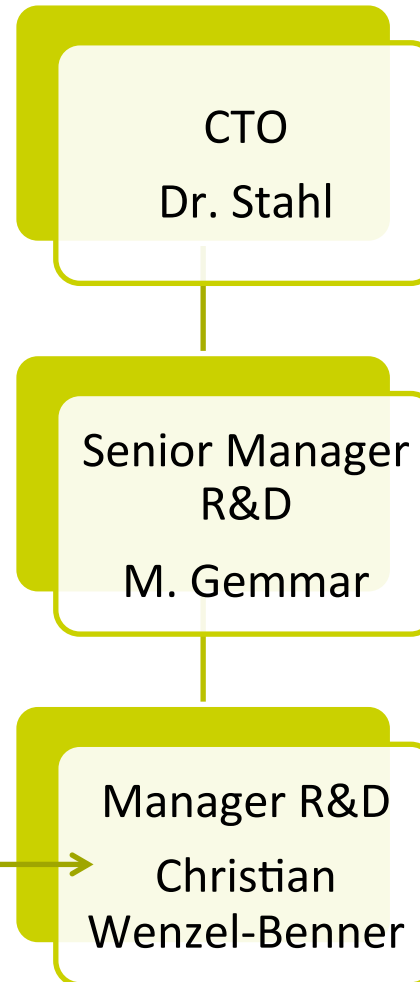 CTO
Dr. Stahl
Senior Manager
R&D
M. Gemmar
Manager R&D
Christian
Wenzel-Benner